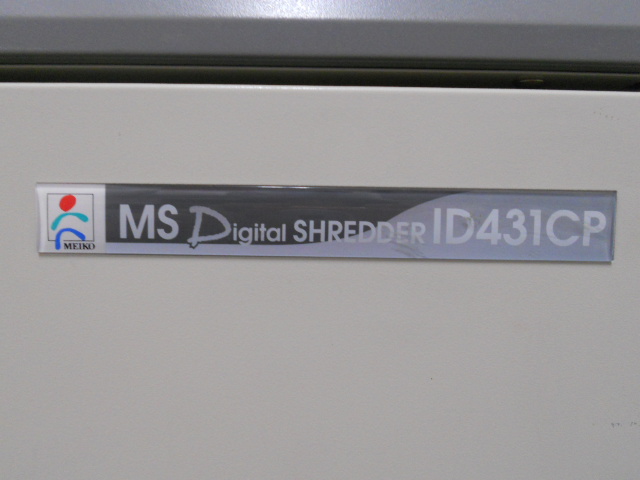 MEIKO
MS Digital SHREDDER ID431CP